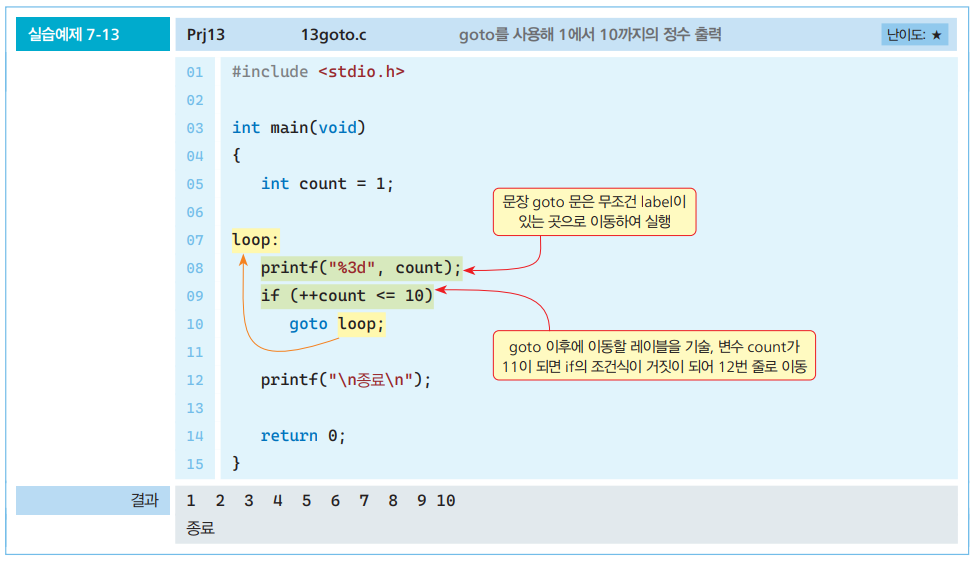 실습예제 7-13 Prj13 13goto.c goto를 사용해 1에서 10까지의 정수 출력 난이도: ★
01 #include <stdio.h>
02
03 int main(void)
04 {
05 int count = 1;
06
문장 goto 문은 무조건 label이
있는 곳으로 이동하여 실행
07 loop:
08 printf("%3d", count);
09 if (++count <= 10)
10 goto loop;
goto 이후에 이동할 레이블을 기술, 변수 count가
11이 되면 if의 조건식이 거짓이 되어 12번 줄로 이동
11
12 printf("\n종료\n");
13
14 return 0;
15 }
결과 1 2 3 4 5 6 7 8 9 10
종료